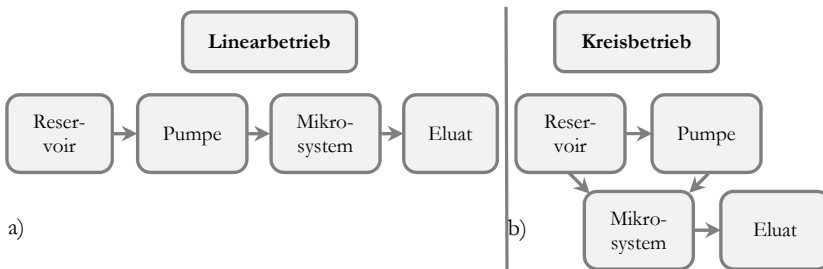 Linearbetrieb
Reser-
voir
Pumpe
Mikro-
system
Eluat
a)
Kreisbetrieb
Reser-
voir
Pumpe
Mikro-
system
Eluat
b)